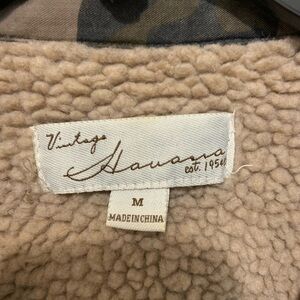 Vintage
Havana
est. 1950
M
MADE IN CHINA